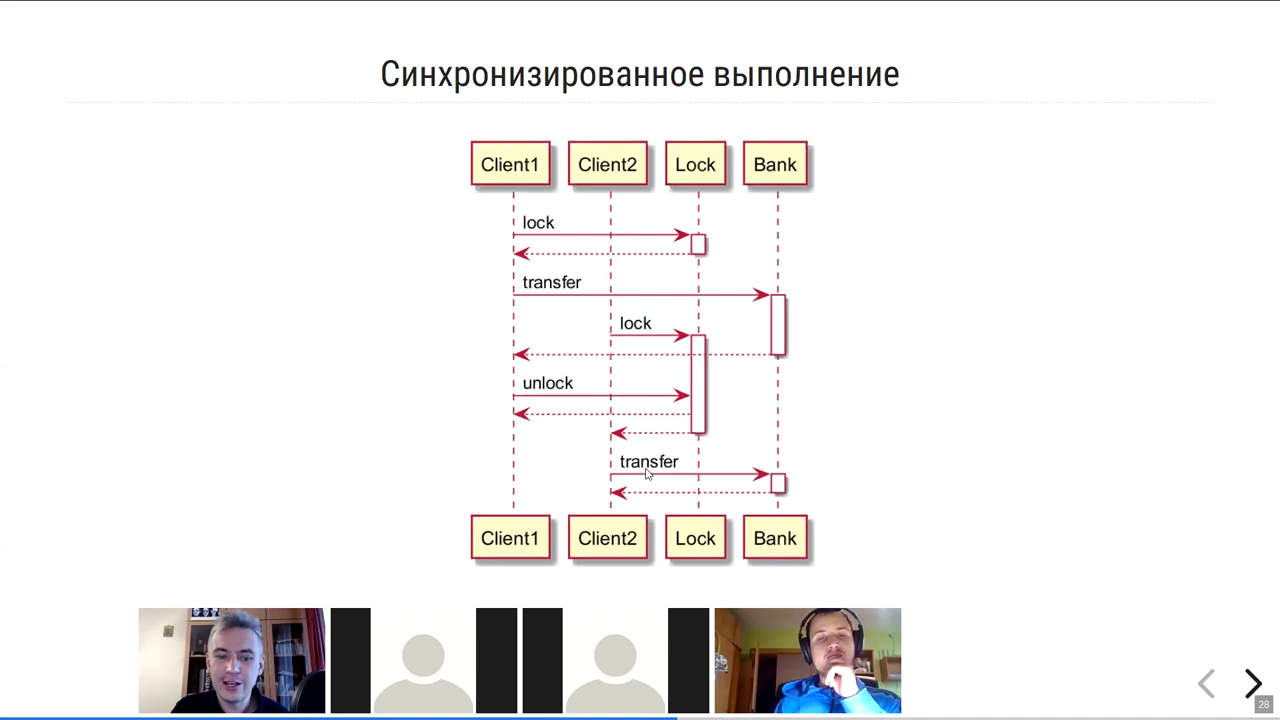 Синхронизированное выполнение
Client1 Client2 Lock Bank
lock
transfer
lock
unlock
transfer
Client1 Client2 Lock Bank
28